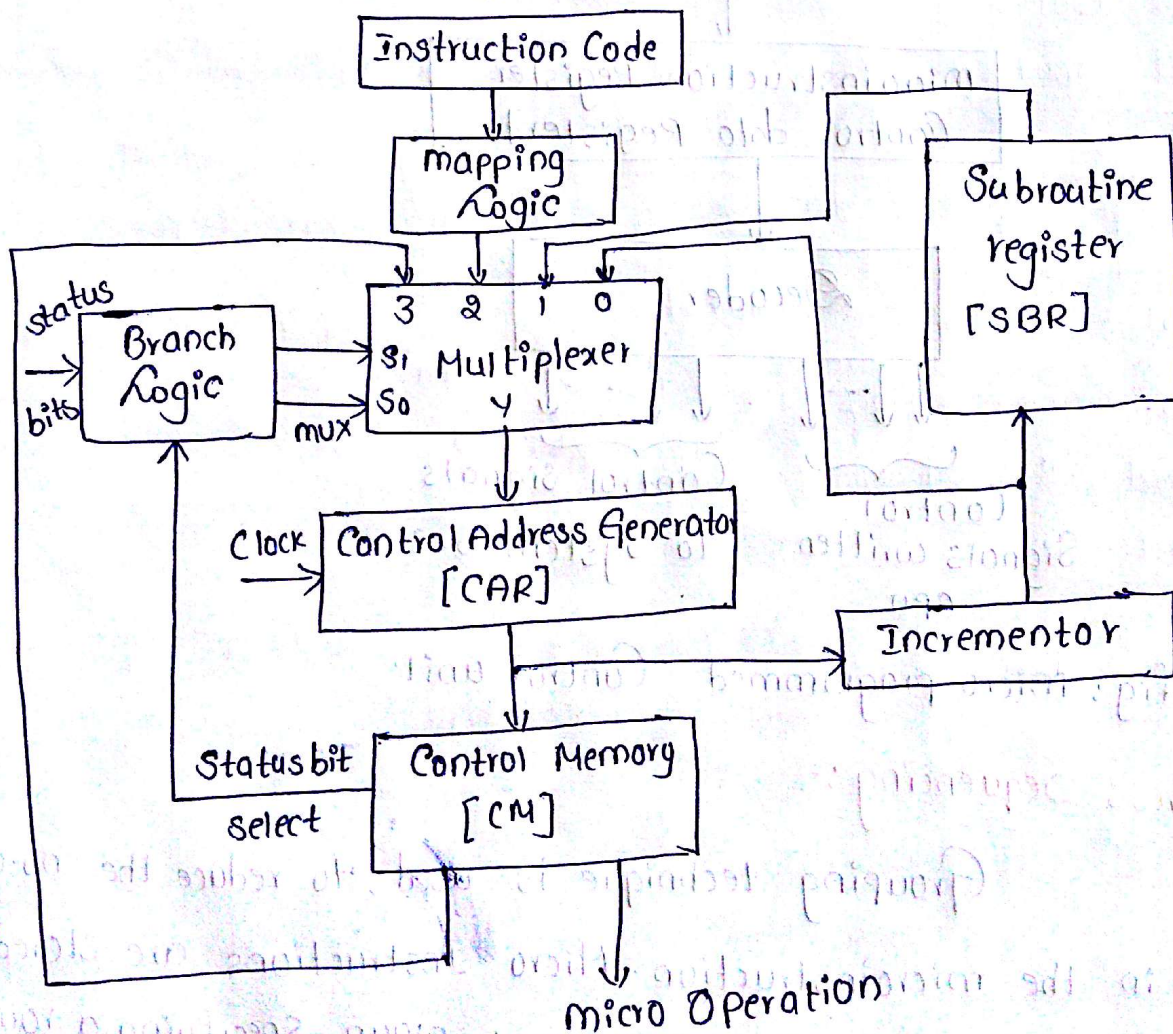 Instruction Code
mapping
Logic
Subroutine
register
[SBR]
status
bits
Branch
Logic
3 2 1 0
S1 Multiplexer
S0 Y
mux
Clock
Control Address Generator
[CAR]
Incrementor
Status bit
select
Control Memory
[CM]
micro Operation